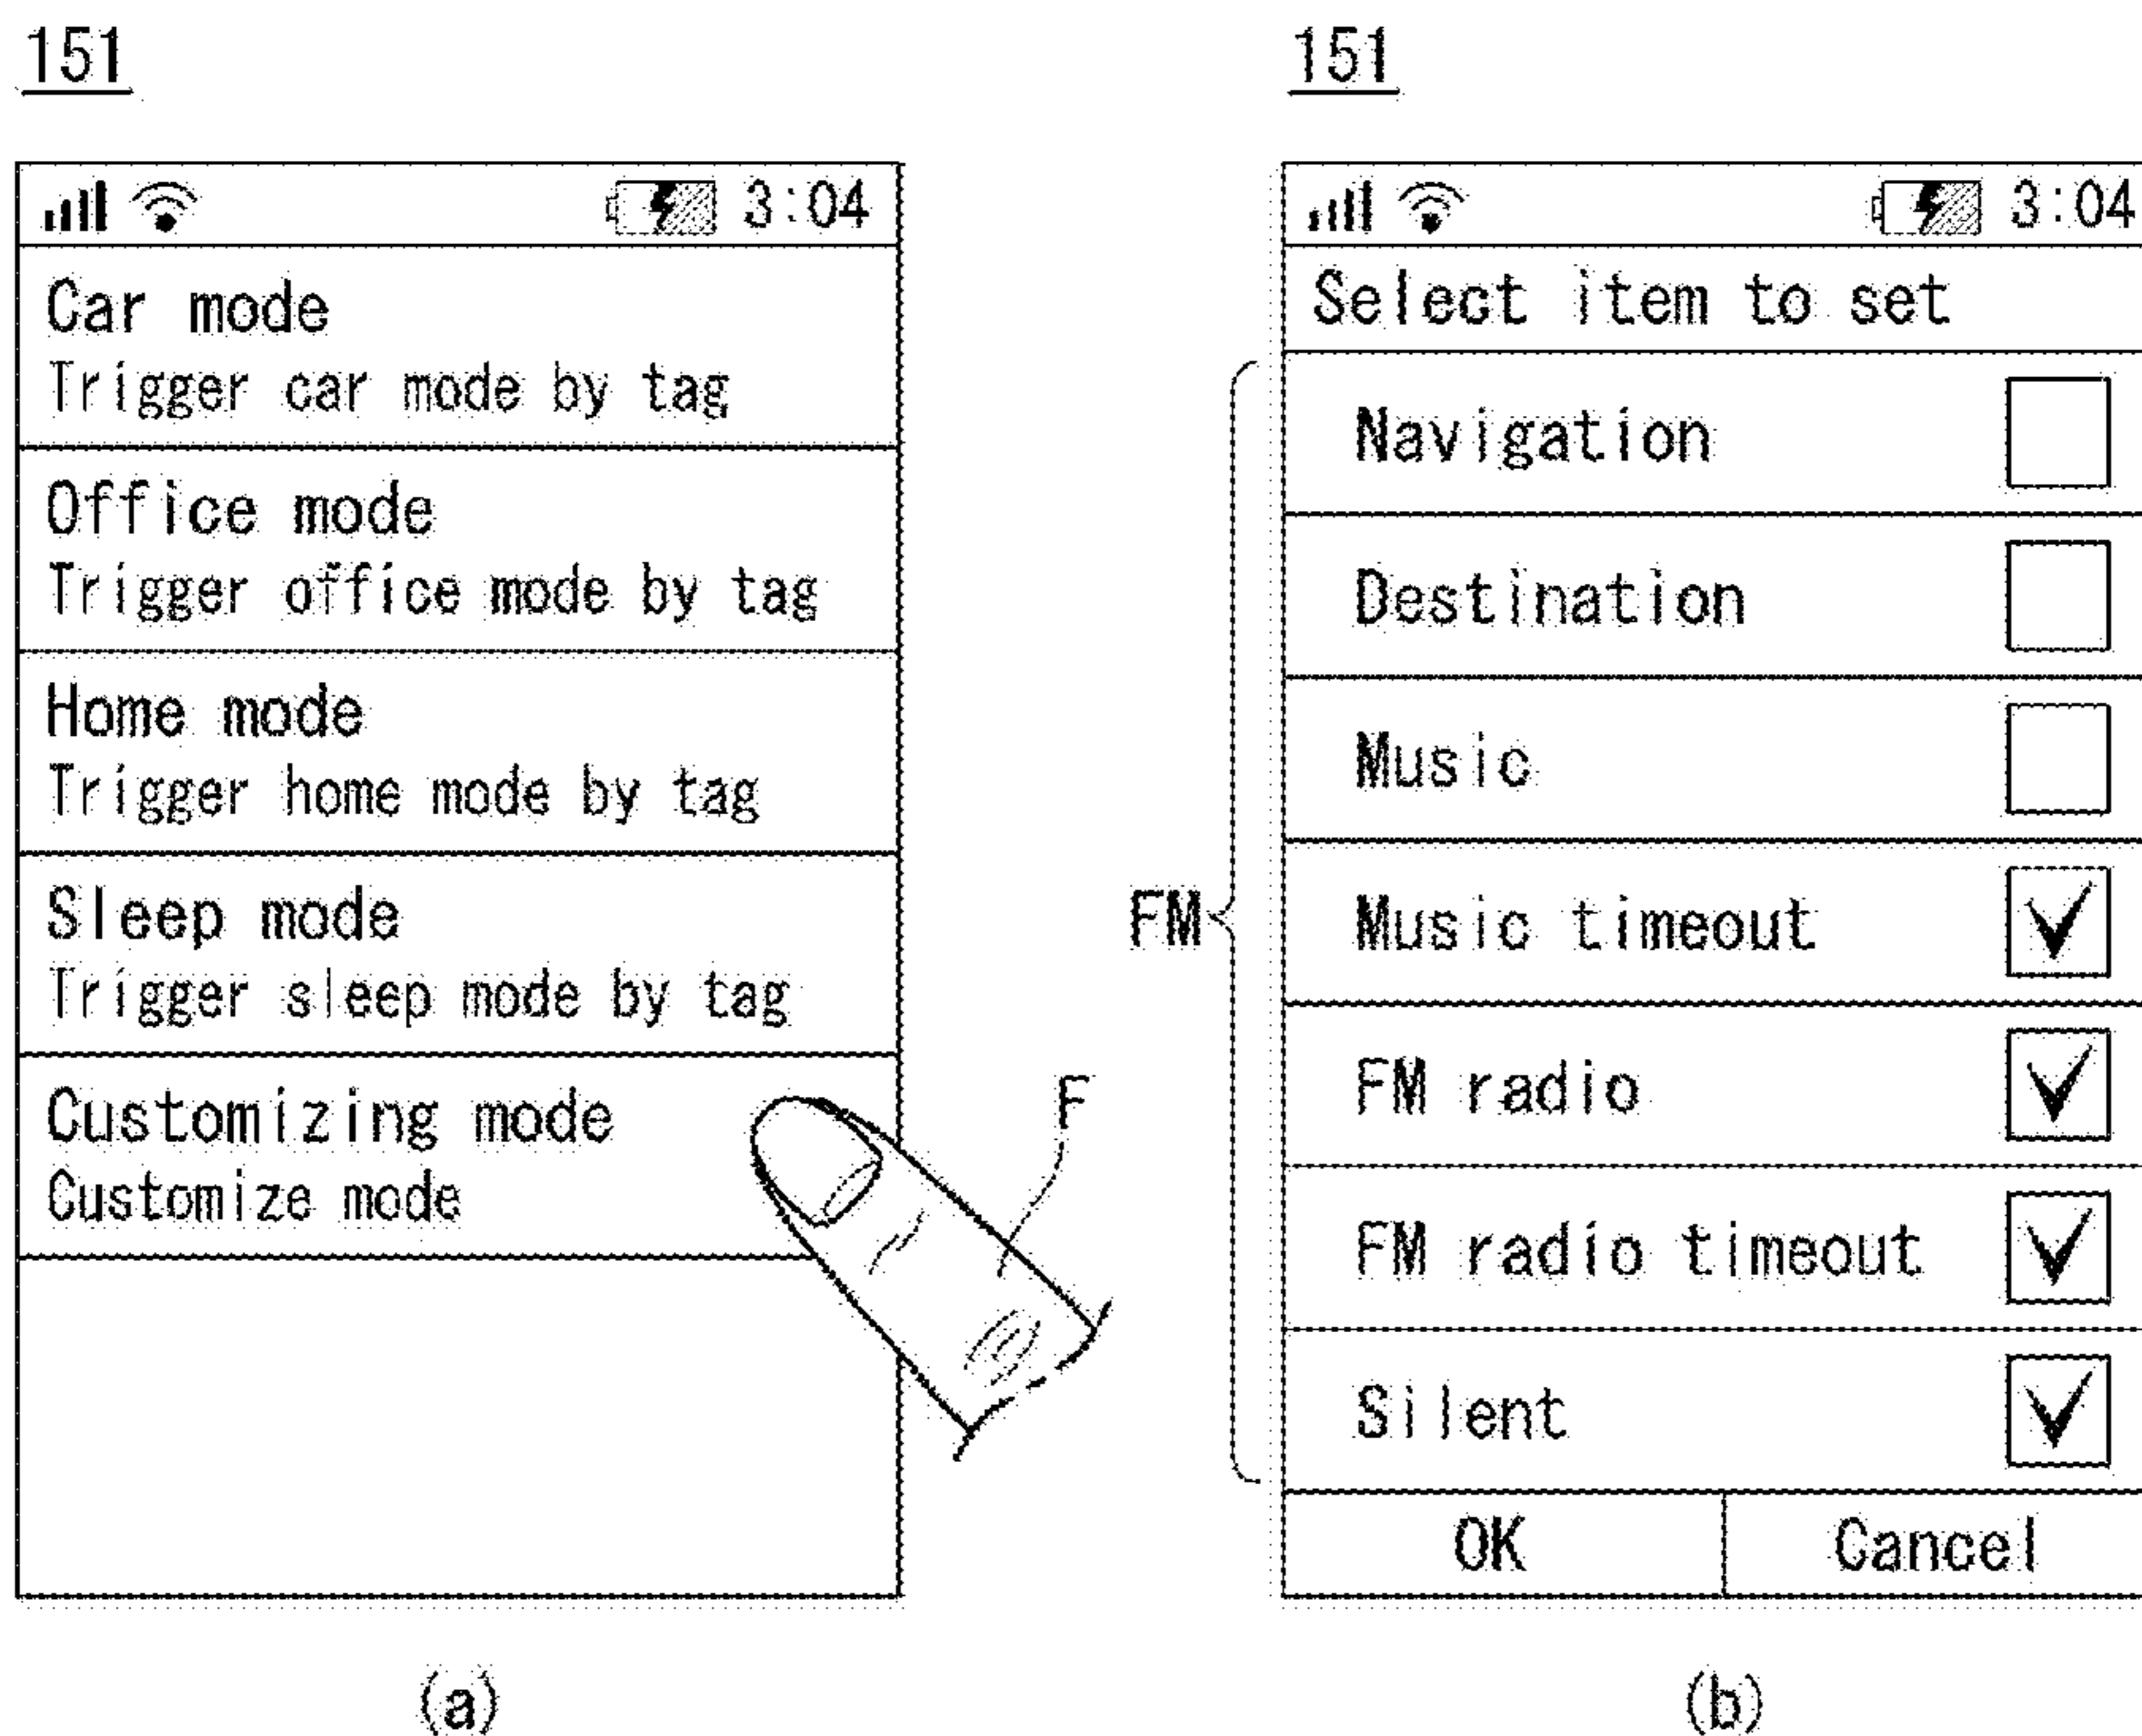 151
3:04
Car mode
Trigger car mode by tag
Office mode
Trigger office mode by tag
Home mode
Trigger home mode by tag
Sleep mode
Trigger sleep mode by tag
Customizing mode
Customize mode
F
(a)
151
3:04
Select item to set
FM
Navigation
Destination
Music
Music timeout
FM radio
FM radio timeout
Silent
OK
Cancel
(b)